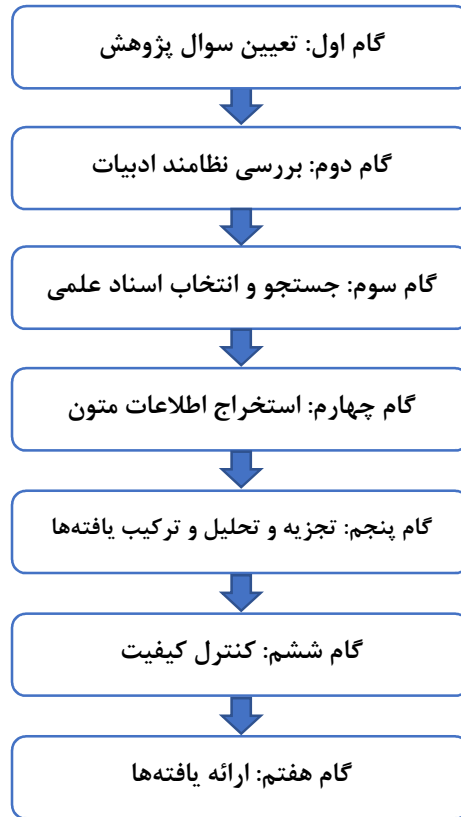 گام اول: تعیین سوال پژوهش
گام دوم: بررسی نظامند ادبیات
گام سوم: جستجو و انتخاب اسناد علمی
گام چهارم: استخراج اطلاعات متون
گام پنجم: تجزیه و تحلیل و ترکیب یافته‌ها
گام ششم: کنترل کیفیت
گام هفتم: ارائه یافته‌ها